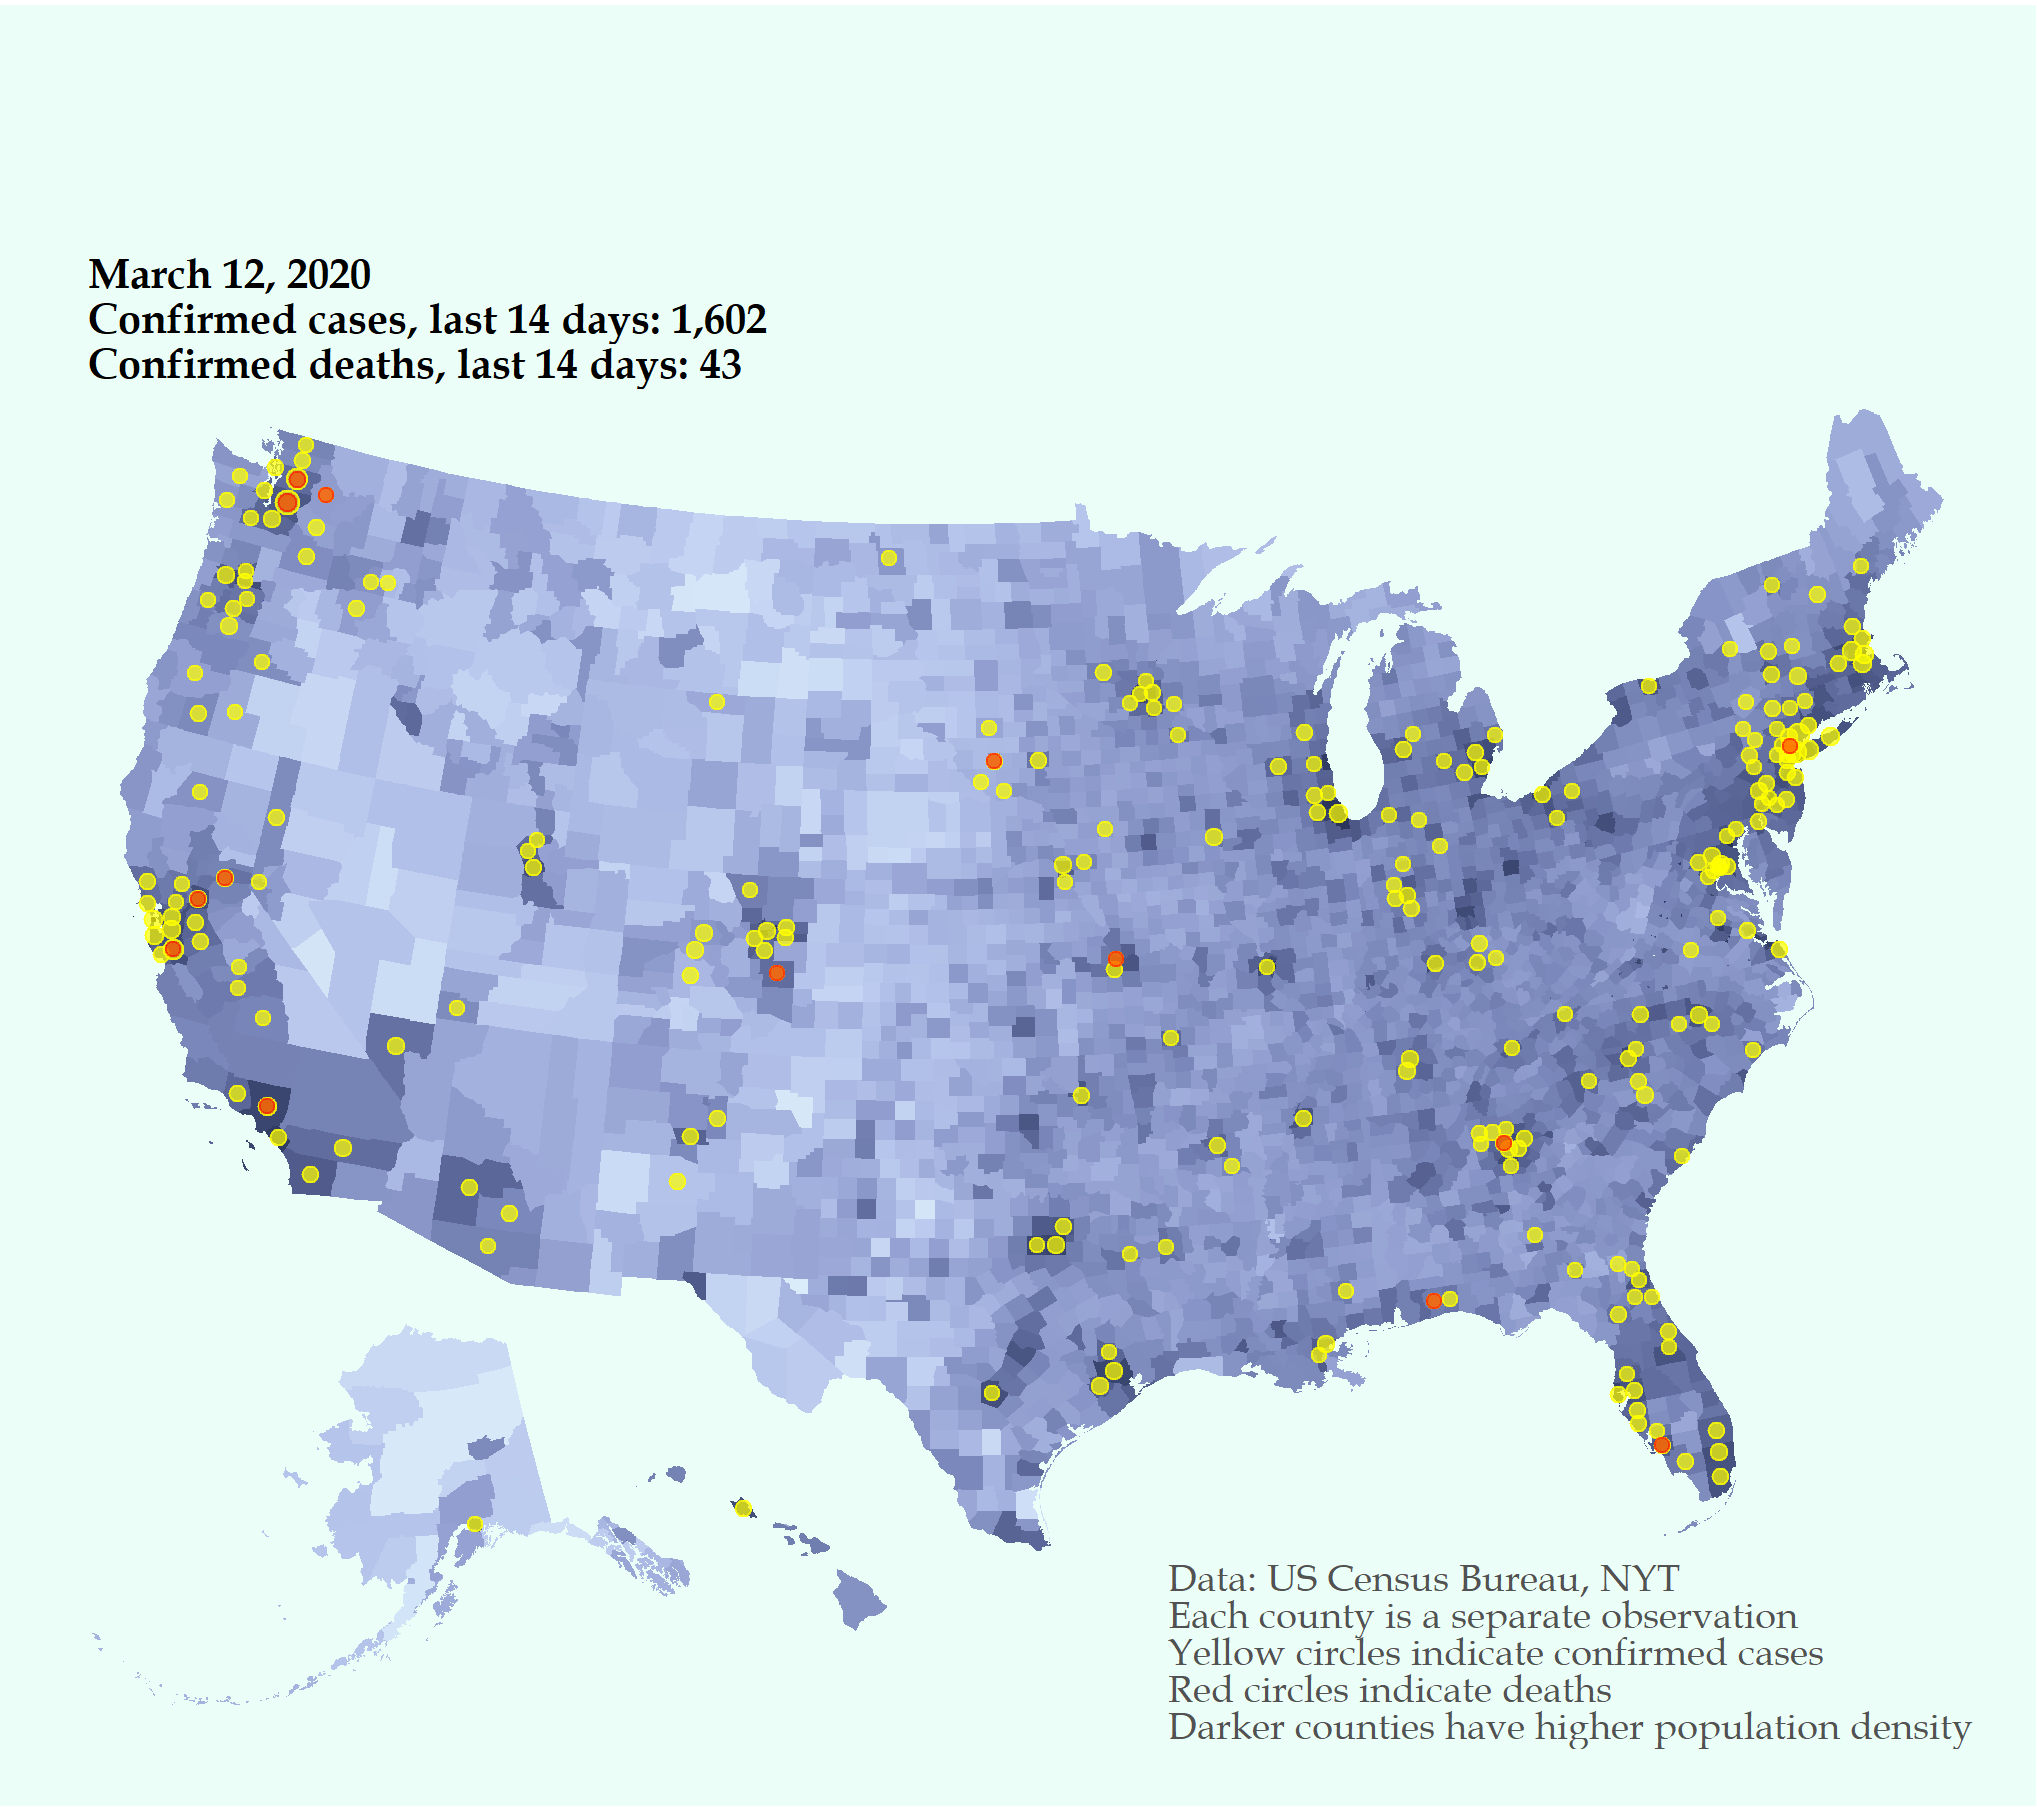 March 12, 2020
Confirmed cases, last 14 days: 1,602
Confirmed deaths, last 14 days: 43
Data: US Census Bureau, NYT
Each county is a separate observation
Yellow circles indicate confirmed cases
Red circles indicate deaths
Darker counties have higher population density